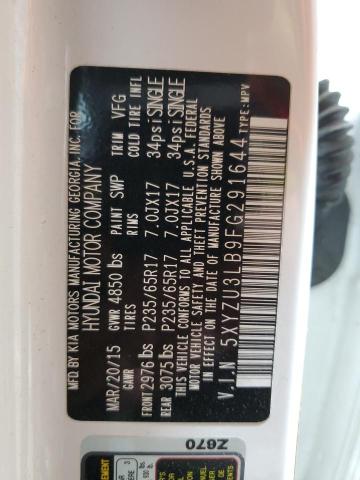 MFD BY KIA MOTORS MANUFACTURING GEORGIA, INC. FOR
HYUNDAI MOTOR COMPANY
MAR/20/15 GVWR 4850 lbs PAINT SWP TRIM VFG
GAWR TIRES RIMS COLD TIRE INFL
FRONT 2976 lbs P235/65R17 7.0JX17 34psi SINGLE
REAR 3075 lbs P235/65R17 7.0JX17 34psi SINGLE
THIS VEHICLE CONFORMS TO ALL APPLICABLE U.S.A. FEDERAL
MOTOR VEHICLE SAFETY, BUMPER, AND THEFT PREVENTION STANDARDS
IN EFFECT ON THE DATE OF MANUFACTURE SHOWN ABOVE.
V.I.N 5XYZU3LB9FG291644 TYPE:MPV
Z670